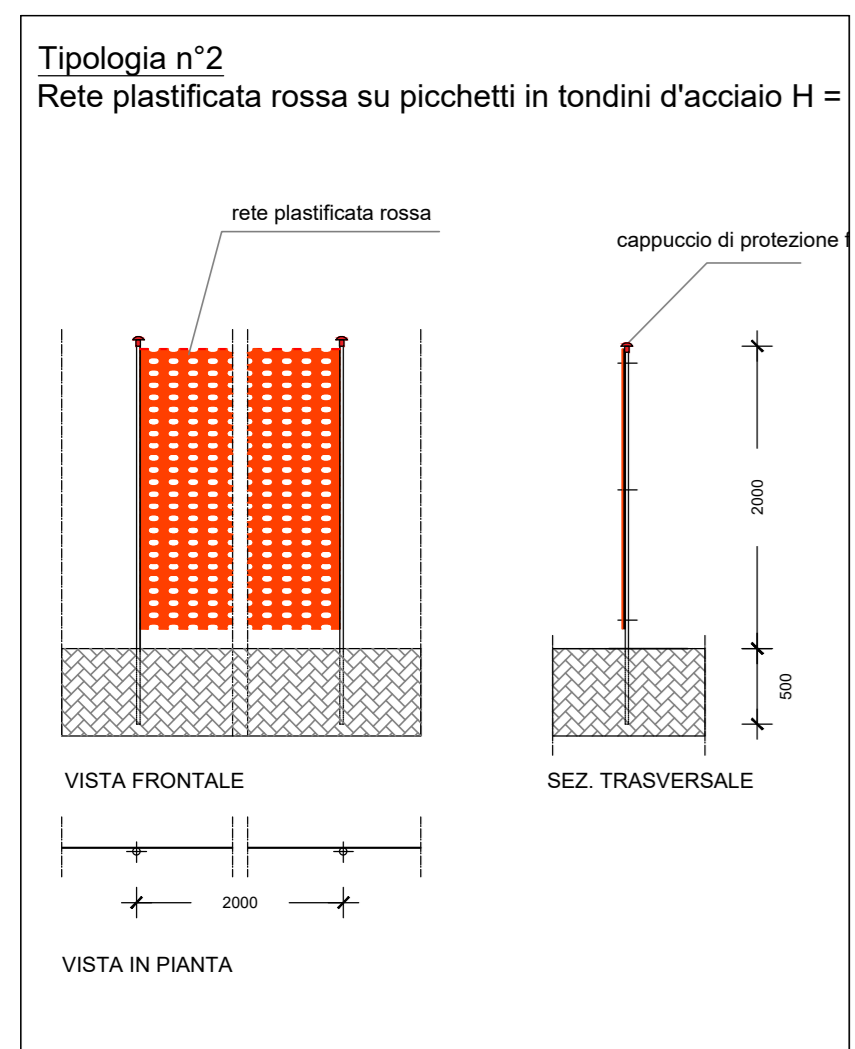 Tipologia n°2
Rete plastificata rossa su picchetti in tondini d'acciaio H =
rete plastificata rossa
cappuccio di protezione
2000
500
VISTA FRONTALE
SEZ. TRASVERSALE
2000
VISTA IN PIANTA